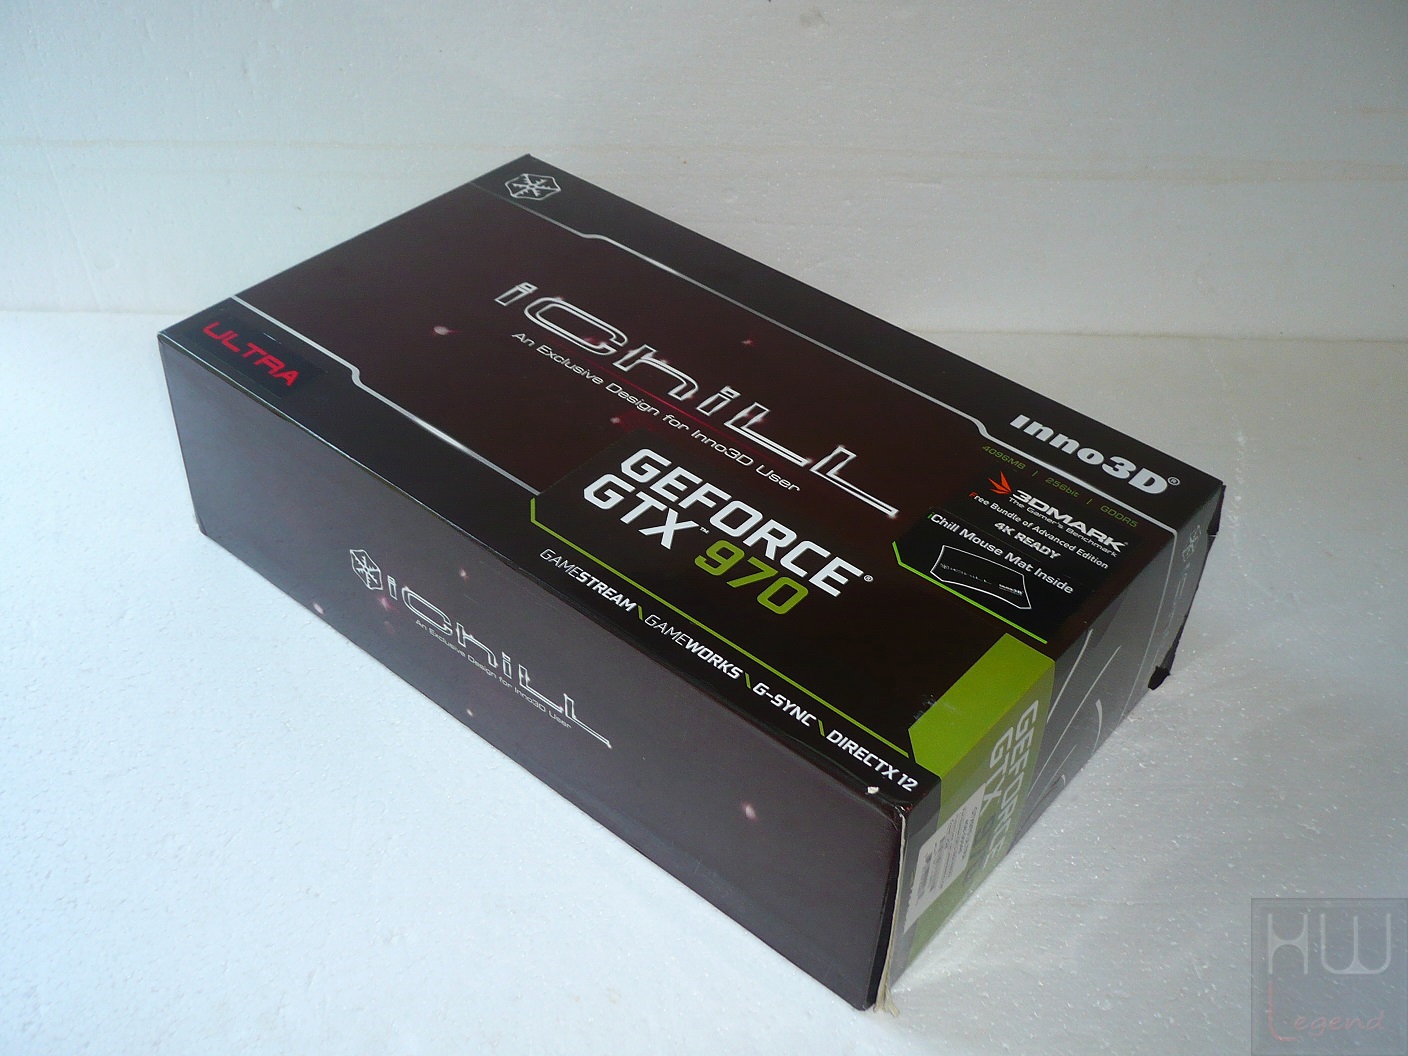 iChiLL
An Exclusive Design for Inno3D User
ULTRA
inno3D®
4096MB | 256bit | GDDR5
3DMARK
The Gamer's Benchmark
Free Bundle of Advanced Edition
4K READY
iChill Mouse Mat Inside
GEFORCE®
GTX™ 970
GAMESTREAM \ GAMEWORKS \ G-SYNC \ DIRECTX 12
iChiLL
An Exclusive Design for Inno3D User
GEFORCE
GTX
HW
Legend